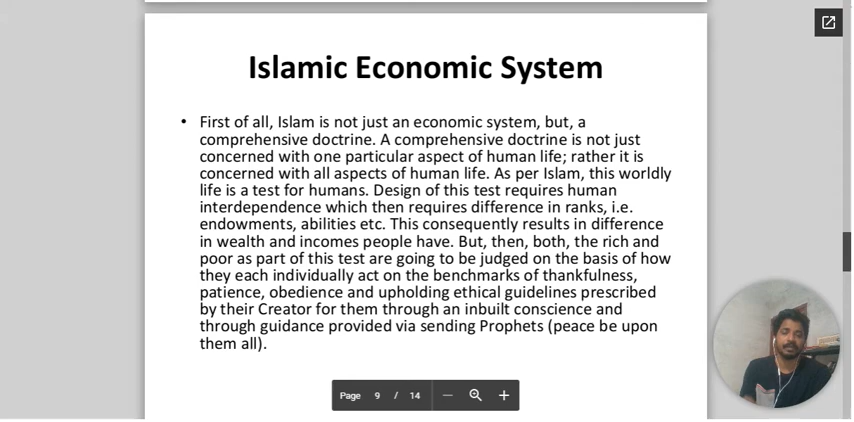 Islamic Economic System
• First of all, Islam is not just an economic system, but, a
comprehensive doctrine. A comprehensive doctrine is not just
concerned with one particular aspect of human life; rather it is
concerned with all aspects of human life. As per Islam, this worldly
life is a test for humans. Design of this test requires human
interdependence which then requires difference in ranks, i.e.
endowments, abilities etc. This consequently results in difference
in wealth and incomes people have. But, then, both, the rich and
poor as part of this test are going to be judged on the basis of how
they each individually act on the benchmarks of thankfulness,
patience, obedience and upholding ethical guidelines prescribed
by their Creator for them through an inbuilt conscience and
through guidance provided via sending Prophets (peace be upon
them all).
Page 9 / 14